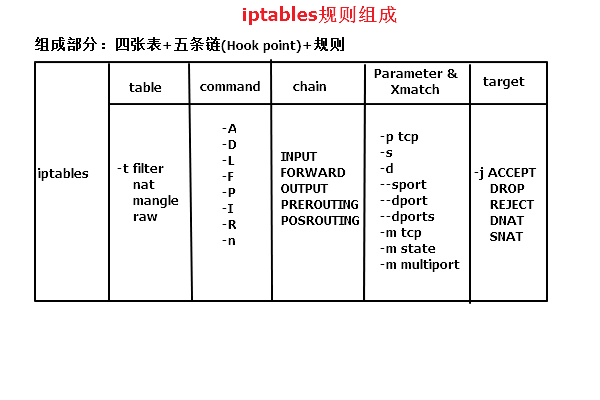 iptables规则组成
组成部分：四张表+五条链(Hook point)+规则
table
command
chain
Parameter &
Xmatch
target
iptables
-t filter
nat
mangle
raw
-A
-D
-L
-F
-P
-I
-R
-n
INPUT
FORWARD
OUTPUT
PREROUTING
POSROUTING
-p tcp
-s
-d
--sport
--dport
--dports
-m tcp
-m state
-m multiport
-j ACCEPT
DROP
REJECT
DNAT
SNAT